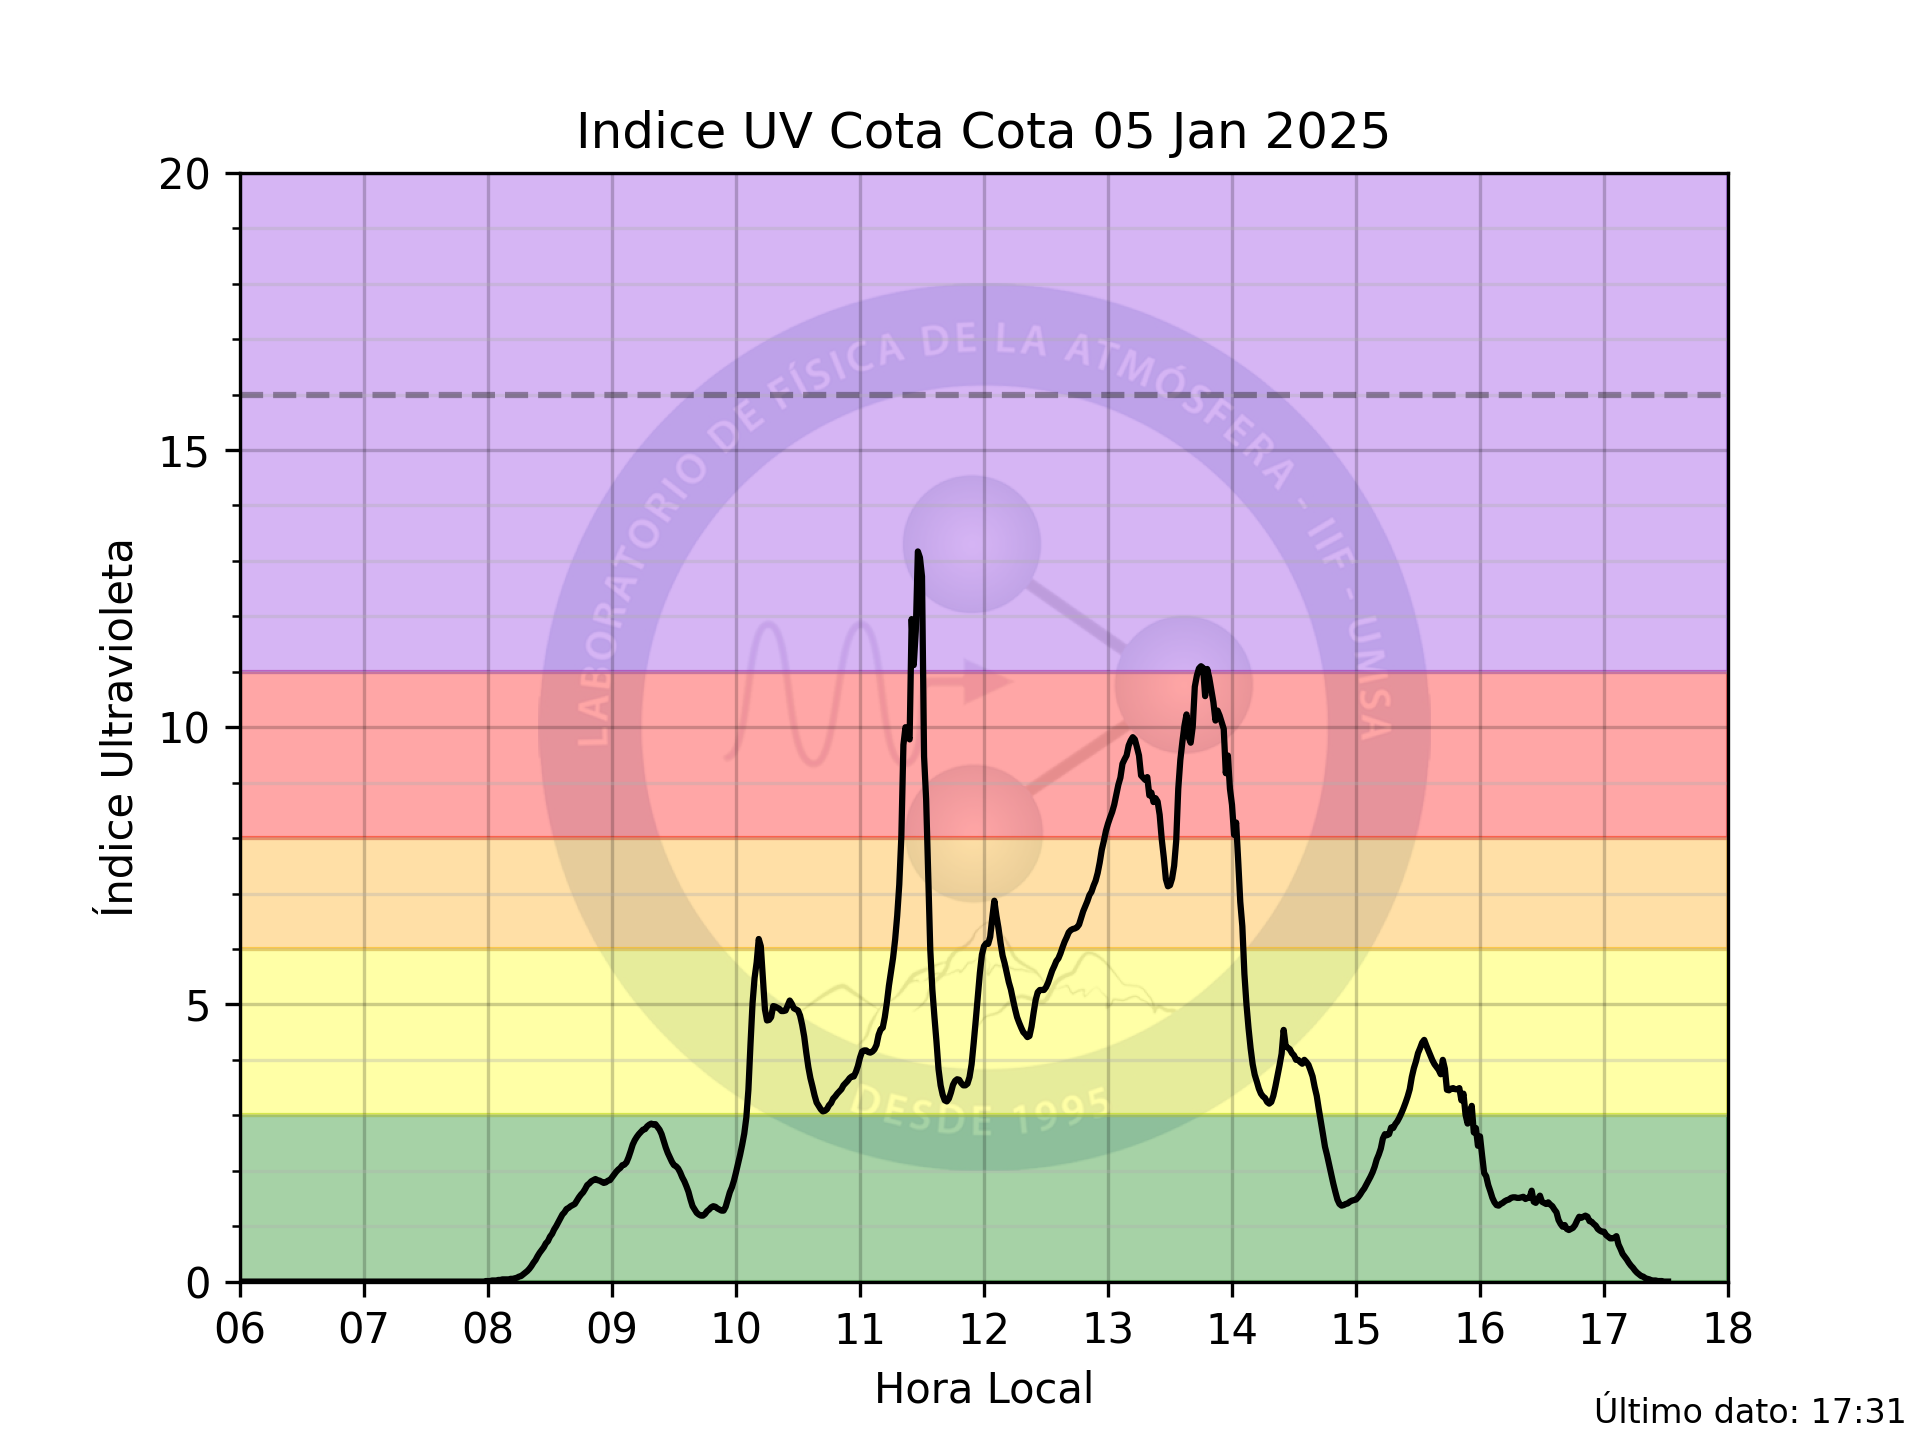 Indice UV Cota Cota 05 Jan 2025
20
15
10
5
0
Índice Ultravioleta
LABORATORIO DE FÍSICA DE LA ATMÓSFERA - IIF - UMSA
DESDE 1995
06 07 08 09 10 11 12 13 14 15 16 17 18
Hora Local
Último dato: 17:31